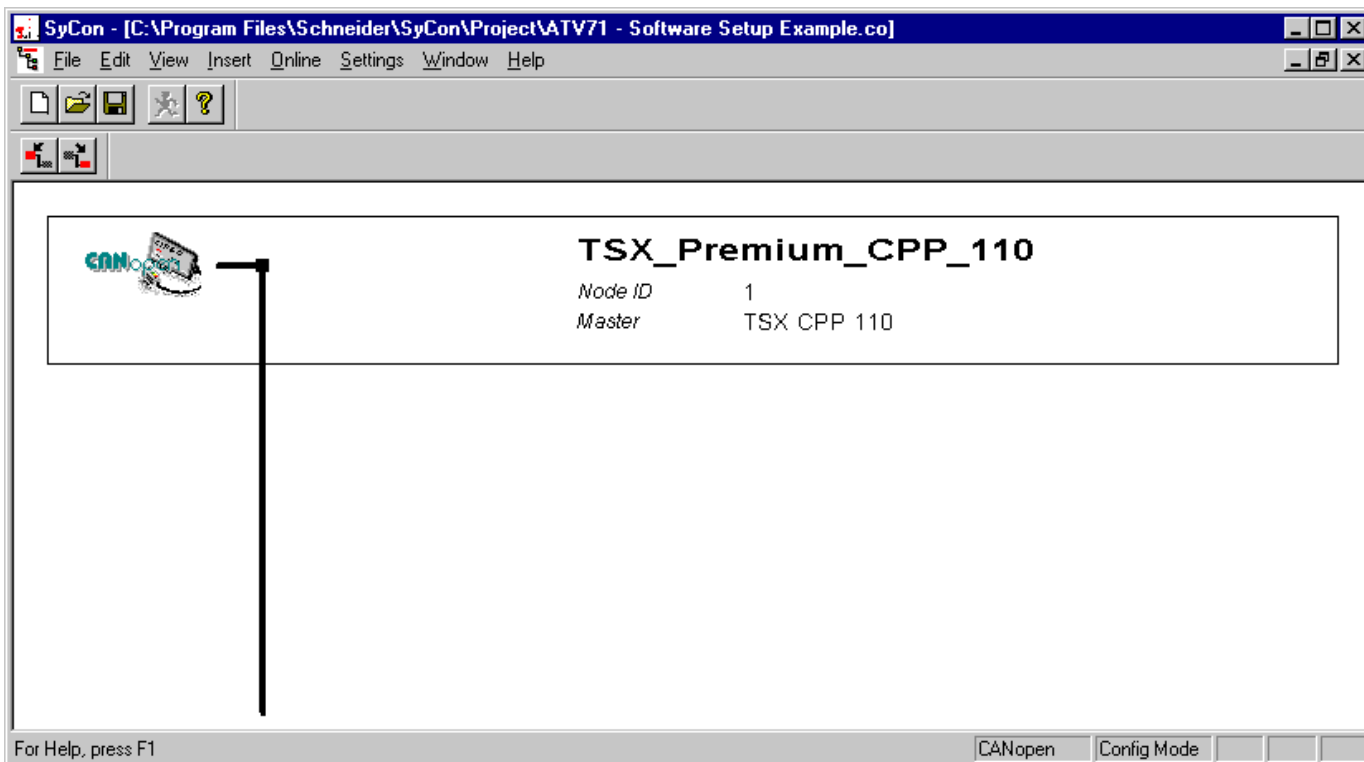 SyCon - [C:\Program Files\Schneider\SyCon\Project\ATV71 - Software Setup Example.co]
File Edit View Insert Online Settings Window Help
CANopen
TSX_Premium_CPP_110
Node ID 1
Master TSX CPP 110
For Help, press F1 CANopen Config Mode